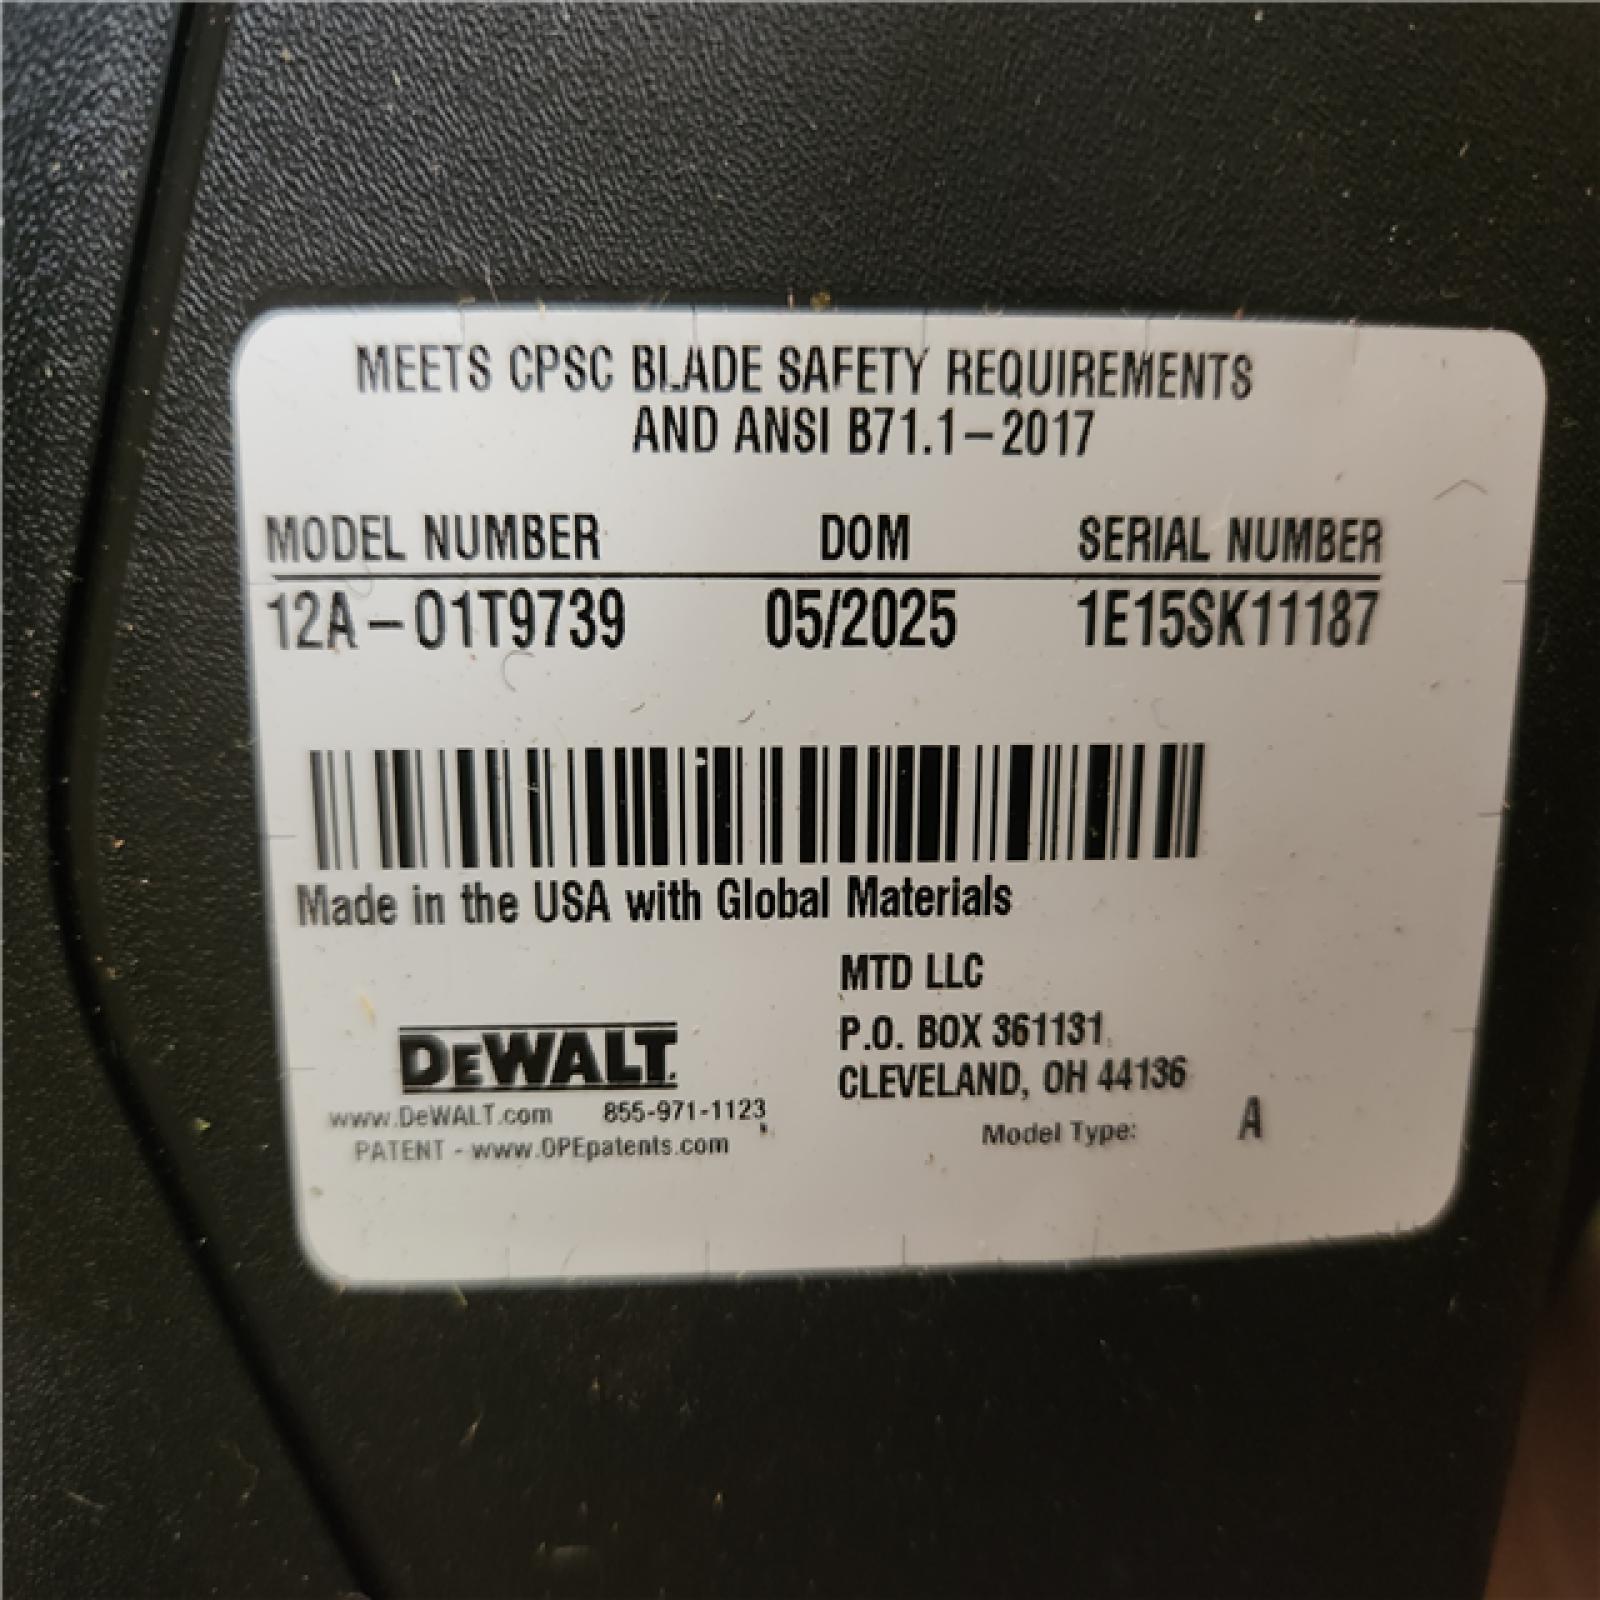 MEETS CPSC BLADE SAFETY REQUIREMENTS
AND ANSI B71.1-2017
MODEL NUMBER DOM SERIAL NUMBER
12A-01T9739 05/2025 1E15SK11187
Made in the USA with Global Materials
MTD LLC
P.O. BOX 361131
CLEVELAND, OH 44136
DEWALT.
www.DeWALT.com 855-971-1123
PATENT - www.OPEpatents.com
Model Type: A